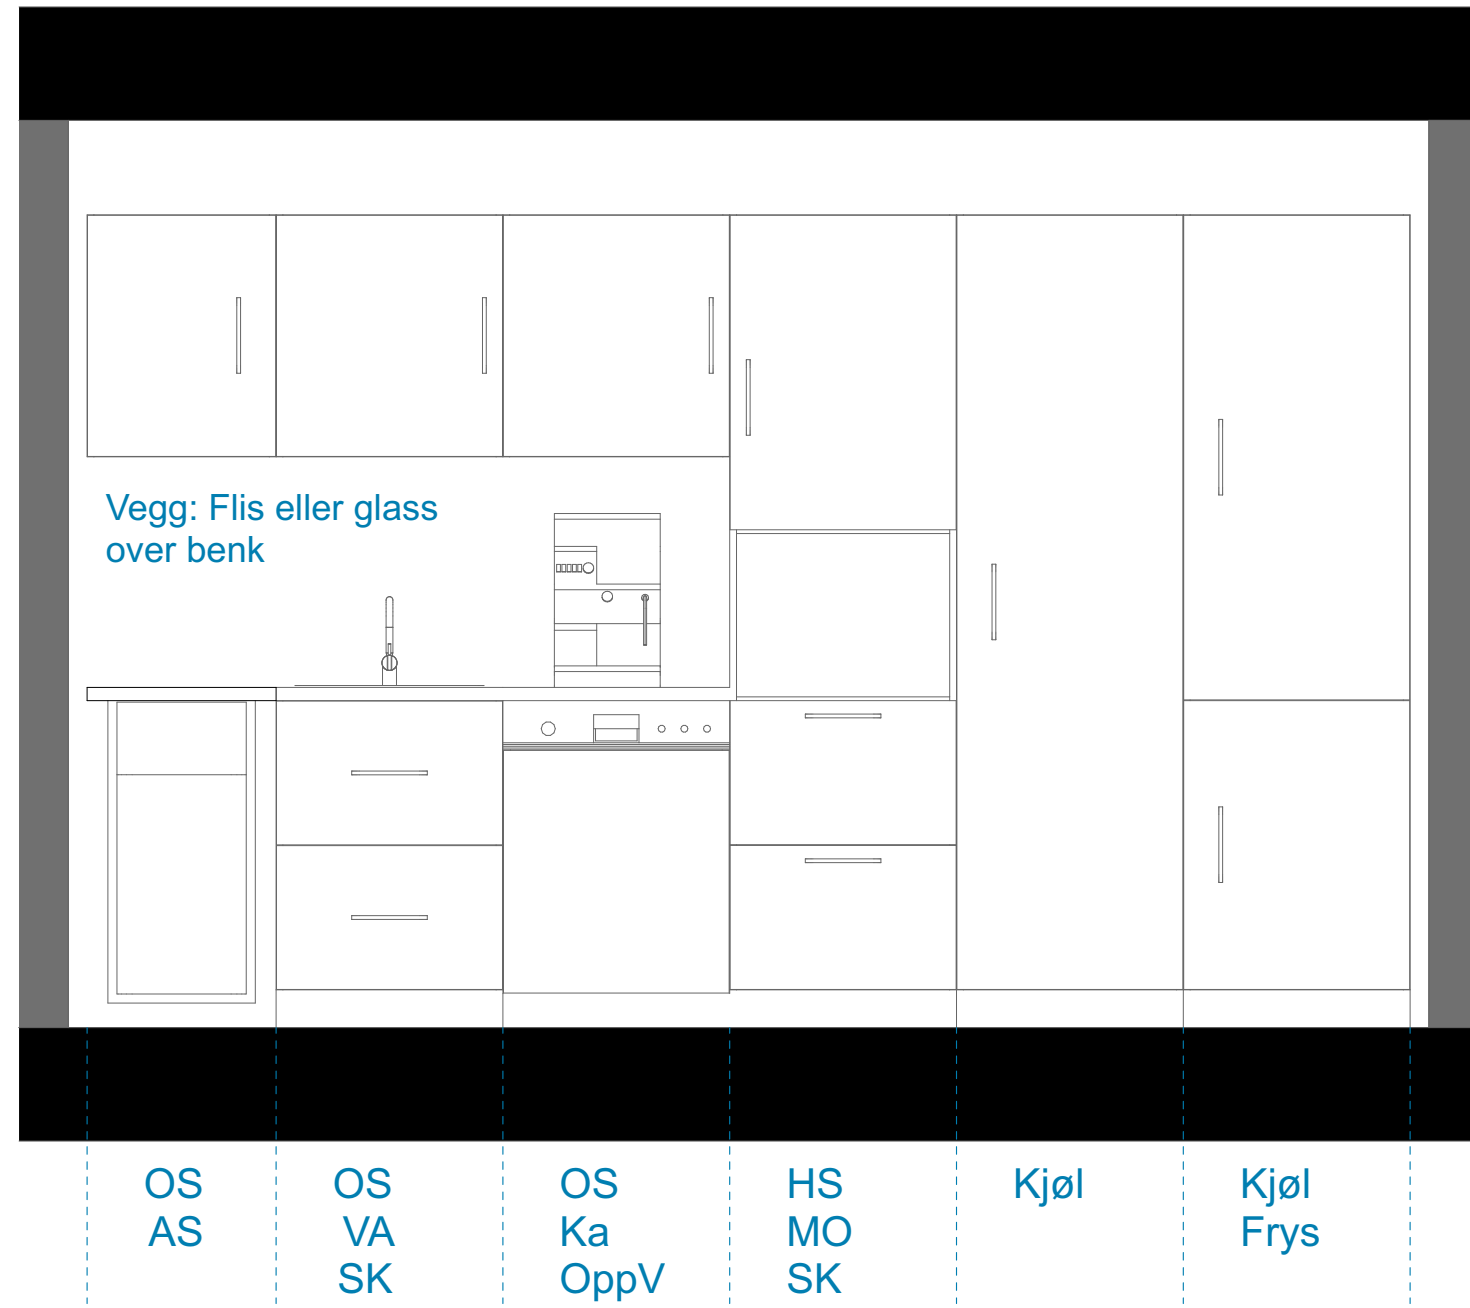 Vegg: Flis eller glass
over benk
OS
AS
OS
VA
SK
OS
Ka
OppV
HS
MO
SK
Kjøl
Kjøl
Frys